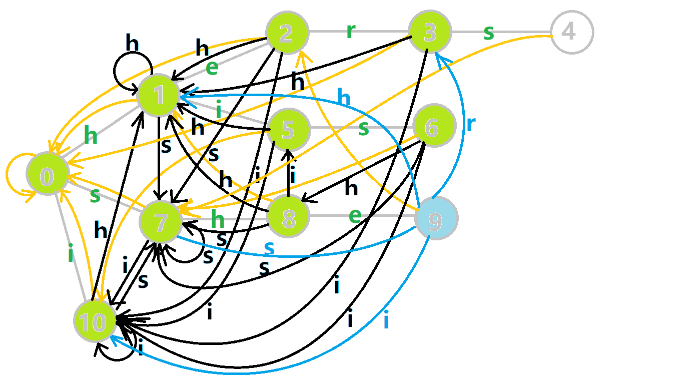 2 r 3 s 4
h h e
h
1 h h
i
h h 5 s 6 r
s s
0 i i
s h h
7 h 8 e 9
h s
i s s s
i s
i
i i
10
i